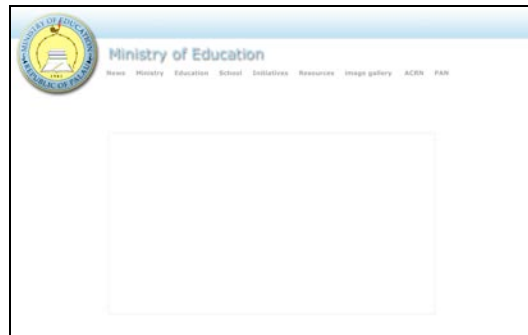 MINISTRY OF EDUCATION
REPUBLIC OF PALAU
1981
Ministry of Education
News Ministry Education School Initiatives Resources Image gallery ACRN PAN